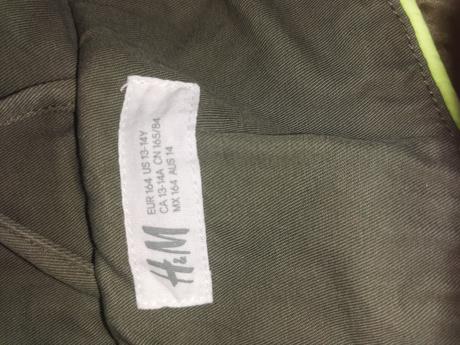 EUR 164 US 13-14Y
CA 13-14A CN 165/84
MX 164 AUS 14
H&M